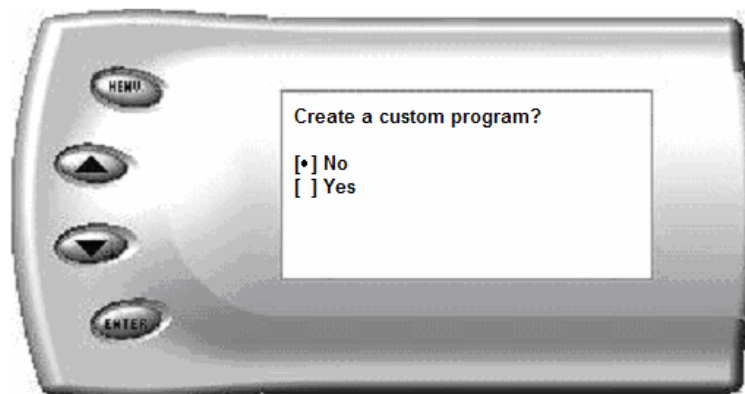 MENU
Create a custom program?
[•] No
[ ] Yes
ENTER